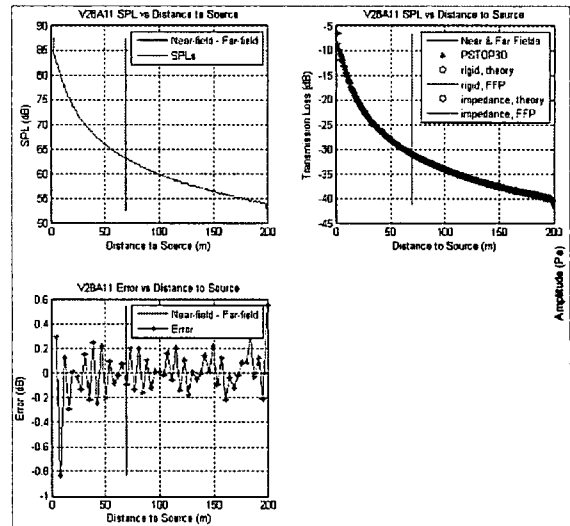 V26A11 SPL vs Distance to Source
90
85
80
75
70
65
60
55
50
SPL (dB)
Near-field - Far-field
SPLs
0 50 100 150 200
Distance to Source (m)
V26A11 SPL vs Distance to Source
0
-5
-10
-15
-20
-25
-30
-35
-40
-45
Transmission Loss (dB)
Near & Far Fields
PSTOP3D
rigid, theory
rigid, FFP
impedance, theory
impedance, FFP
0 50 100 150 200
Distance to Source (m)
Amplitude (Pa)
V26A11 Error vs Distance to Source
0.6
0.4
0.2
0
-0.2
-0.4
-0.6
-0.8
-1
Error (dB)
Near-field - Far-field
Error
0 50 100 150 200
Distance to Source (m)